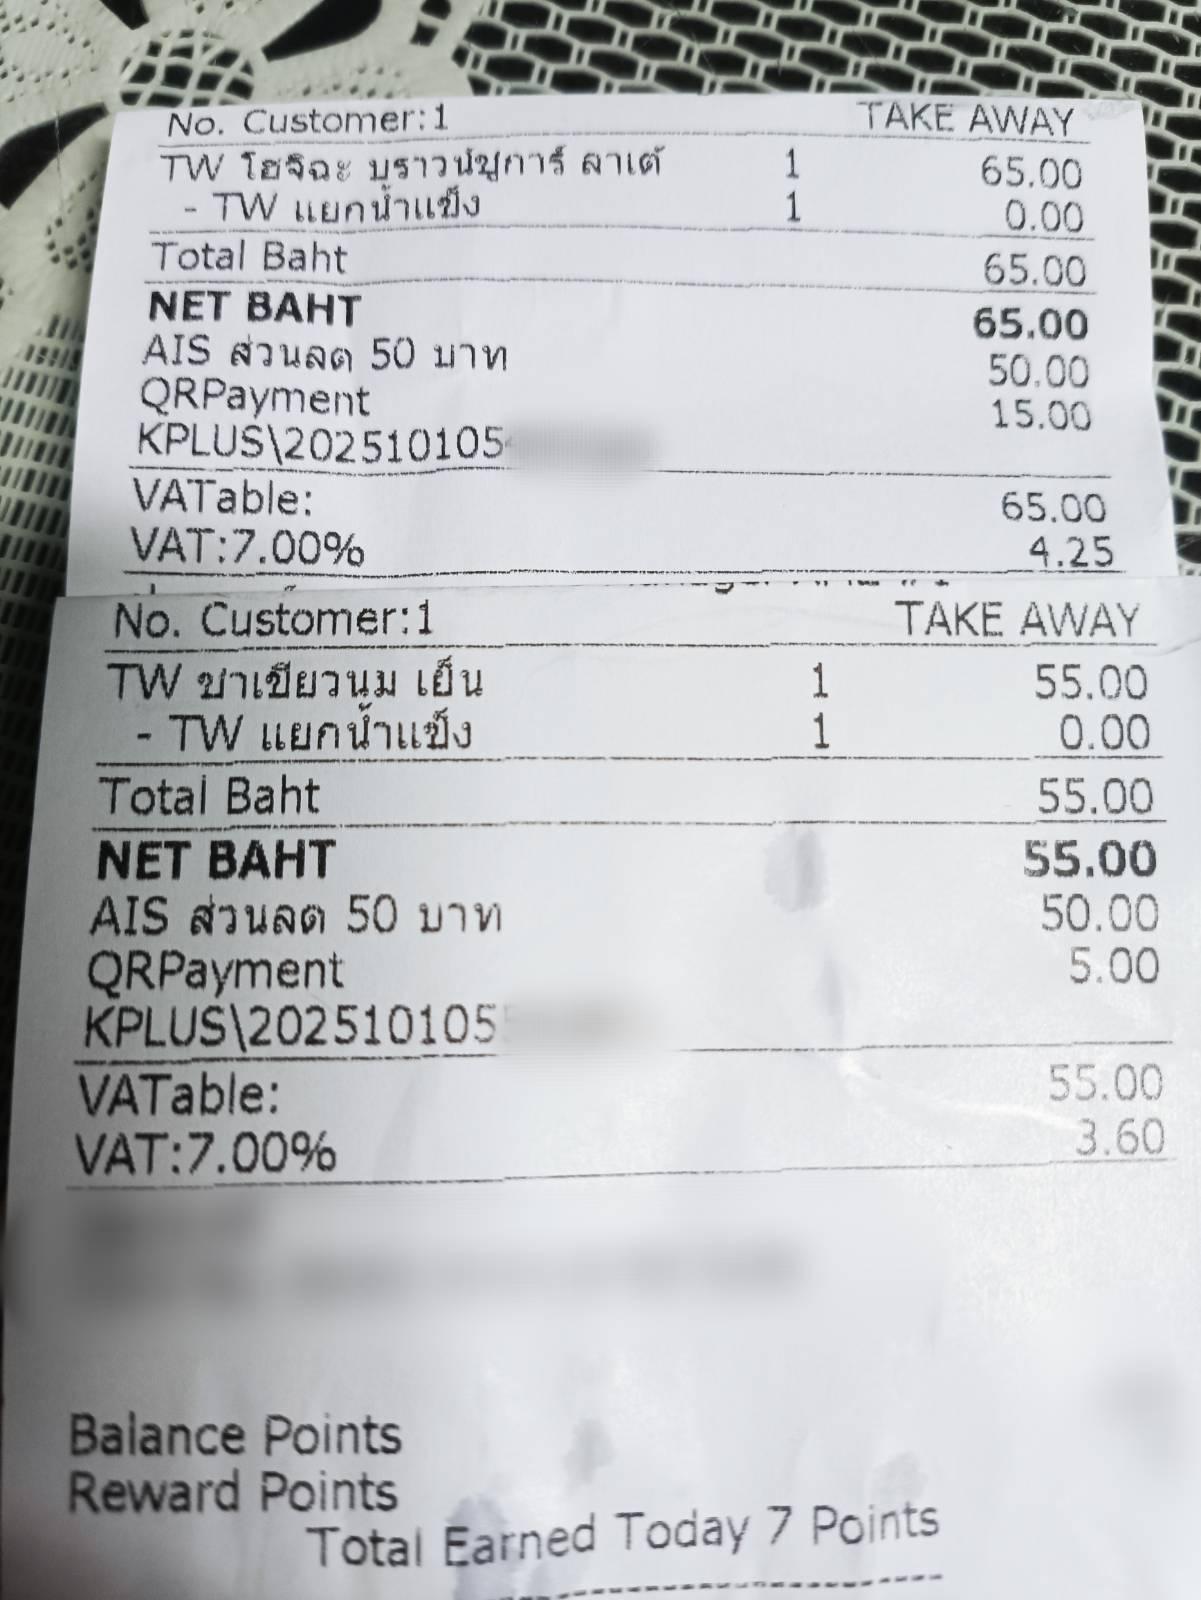 No. Customer:1 TAKE AWAY
TW โฮจิฉะ บราวน์ชูการ์ ลาเต้ 1 65.00
- TW แยกน้ำแข็ง 1 0.00
Total Baht 65.00
NET BAHT 65.00
AIS ส่วนลด 50 บาท 50.00
QRPayment 15.00
KPLUS\202510105
VATable: 65.00
VAT:7.00% 4.25
No. Customer:1 TAKE AWAY
TW ชาเขียวนม เย็น 1 55.00
- TW แยกน้ำแข็ง 1 0.00
Total Baht 55.00
NET BAHT 55.00
AIS ส่วนลด 50 บาท 50.00
QRPayment 5.00
KPLUS\202510105
VATable: 55.00
VAT:7.00% 3.60
Balance Points
Reward Points
Total Earned Today 7 Points